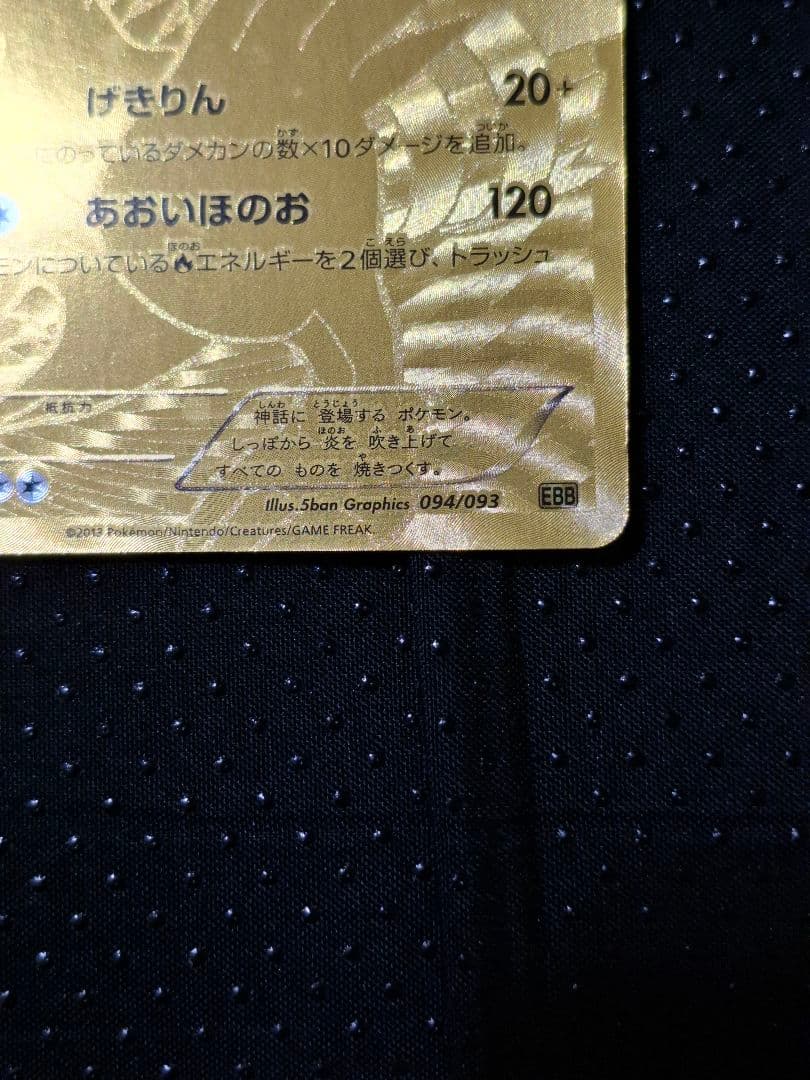 げきりん 20+
のっているダメカンの数×10ダメージを追加。
あおいほのお 120
モンについている エネルギーを2個選び、トラッシュ
抵抗力
神話に 登場する ポケモン。
しっぽから 炎を 吹き上げて
すべての ものを 焼きつくす。
Illus.5ban Graphics 094/093 EBB
©2013 Pokémon/Nintendo/Creatures/GAME FREAK.